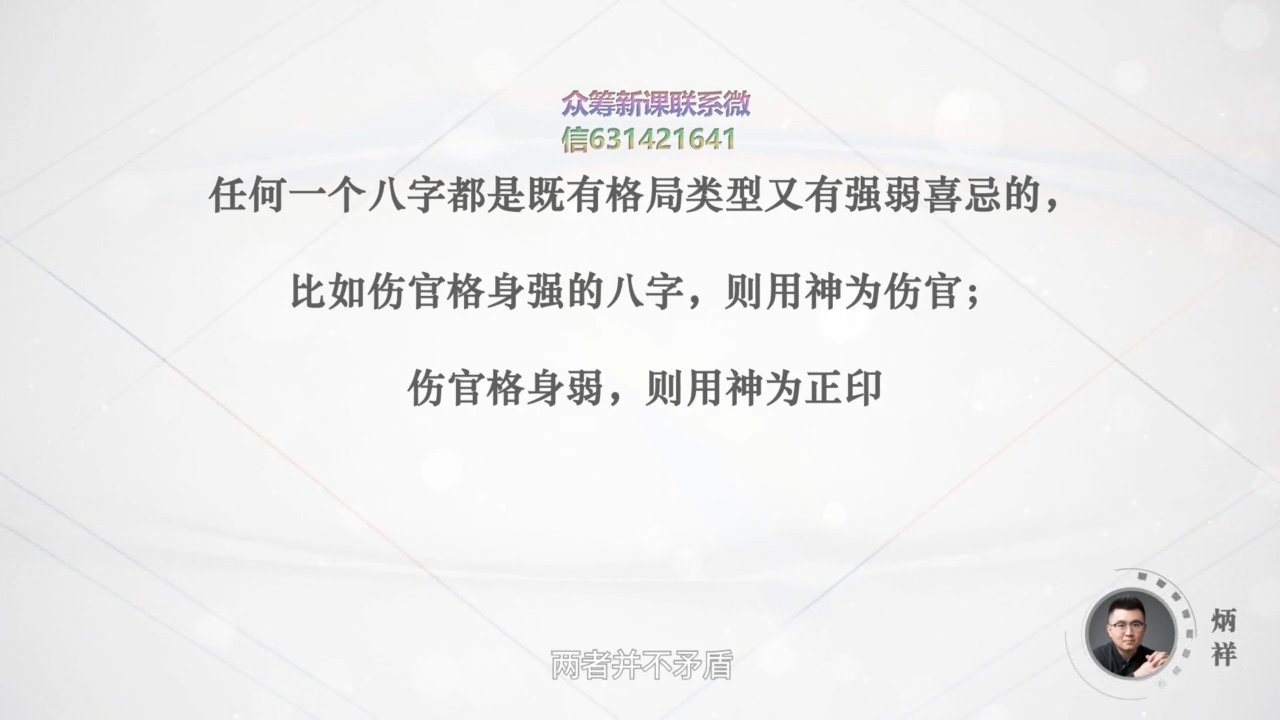 众筹新课联系微
信631421641
任何一个八字都是既有格局类型又有强弱喜忌的，
比如伤官格身强的八字，则用神为伤官；
伤官格身弱，则用神为正印
炳祥
两者并不矛盾